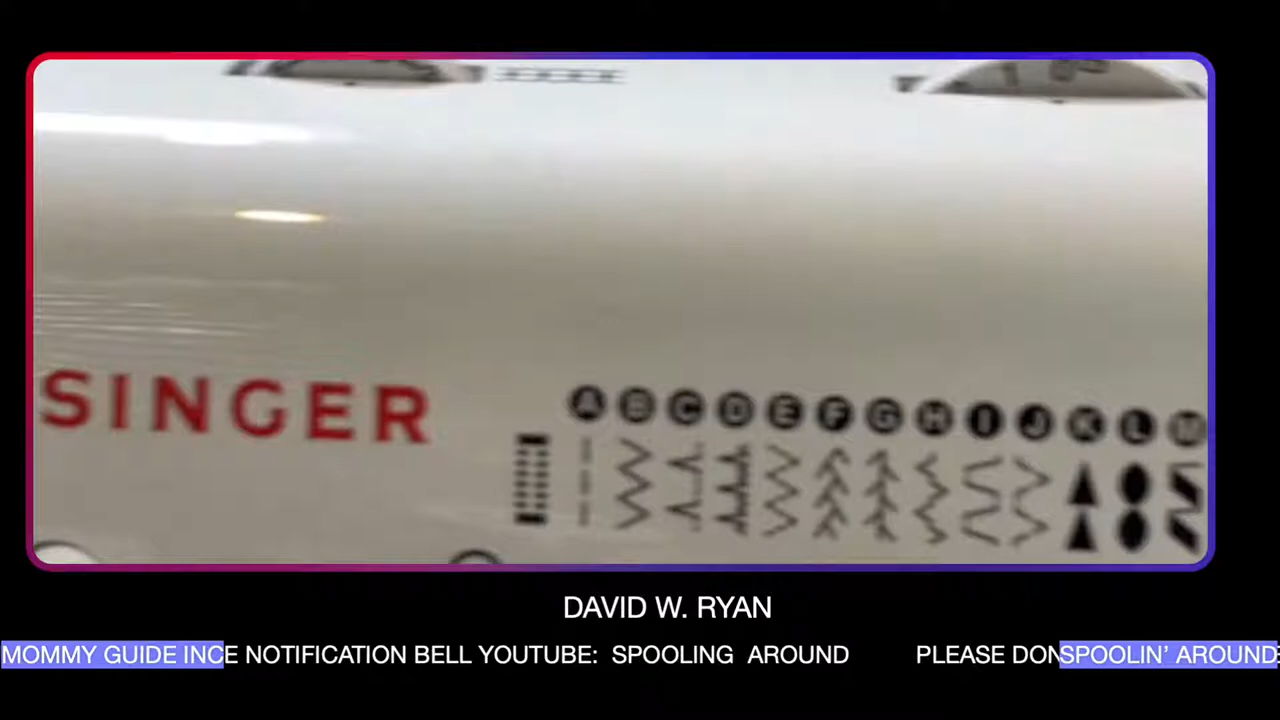 SINGER
A B C D E F G H I J K L M
DAVID W. RYAN
MOMMY GUIDE INCE NOTIFICATION BELL YOUTUBE: SPOOLING AROUND PLEASE DONSPOOLIN' AROUND